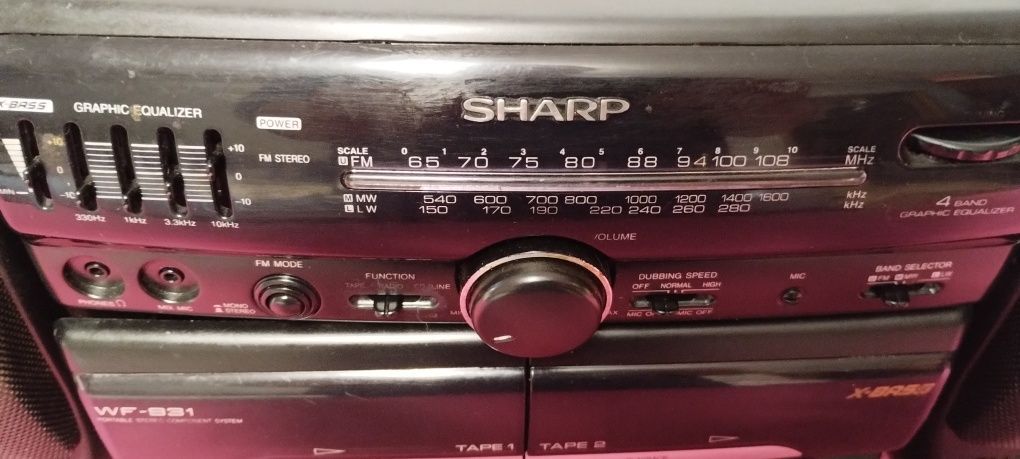 SHARP
X-BASS
GRAPHIC EQUALIZER
POWER
FM STEREO
+10
0
-10
+10
0
-10
330Hz 1kHz 3.3kHz 10kHz
SCALE 0 1 2 3 4 5 6 7 8 9 10 SCALE
U FM 65 70 75 80 88 94 100 108 MHz
M MW 540 600 700 800 1000 1200 1400 1600 kHz
L LW 150 170 190 220 240 260 280 kHz
4 BAND
GRAPHIC EQUALIZER
VOLUME
PHONES
MIX MIC
FM MODE
MONO
STEREO
FUNCTION
TAPE RADIO CD/LINE
DUBBING SPEED
OFF NORMAL HIGH
MIC OFF
MIC
BAND SELECTOR
U FM M MW L LW
WF-931
PORTABLE STEREO COMPONENT SYSTEM
TAPE 1
TAPE 2
X-BASS